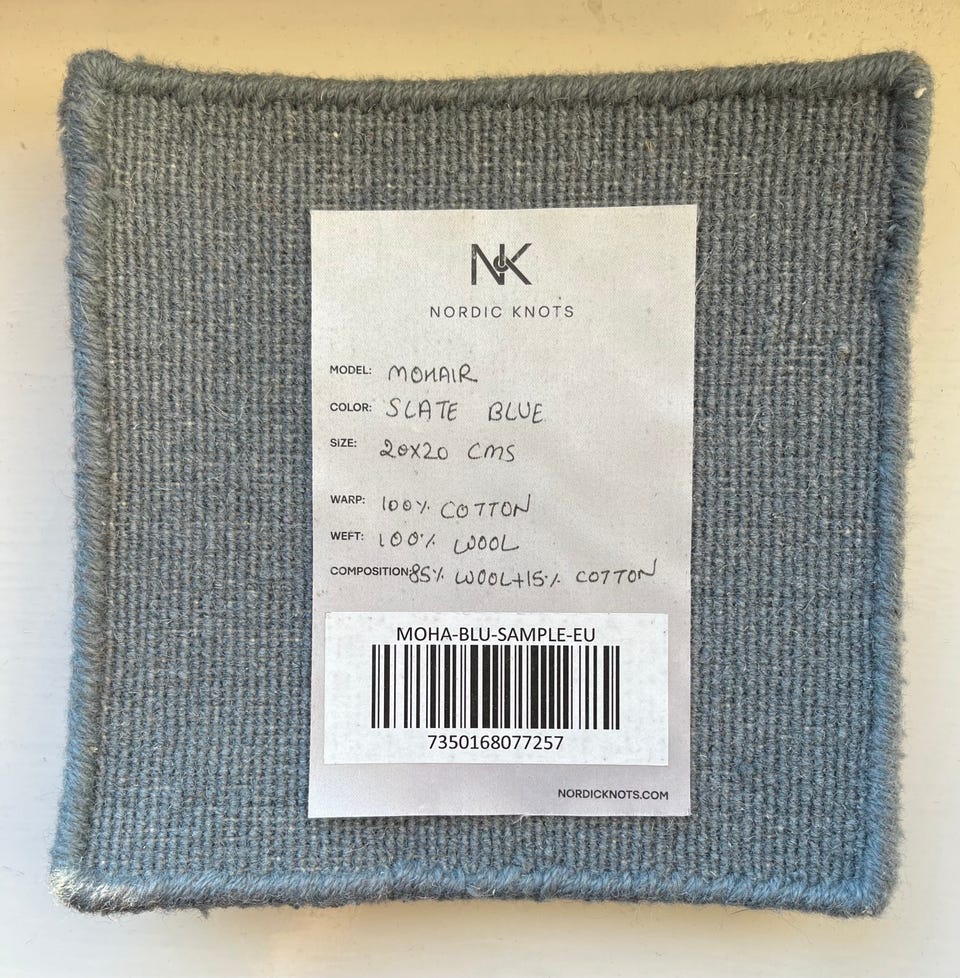 NK
NORDIC KNOTS
MODEL: MOHAIR
COLOR: SLATE BLUE
SIZE: 20X20 CMS
WARP: 100% COTTON
WEFT: 100% WOOL
COMPOSITION: 85% WOOL+15% COTTON
MOHA-BLU-SAMPLE-EU
7350168077257
NORDICKNOTS.COM